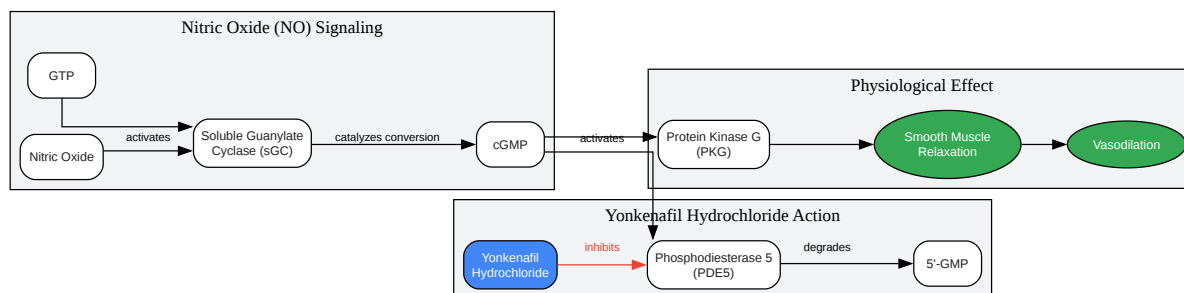 Nitric Oxide (NO) Signaling
GTP
activates
Nitric Oxide
Soluble Guanylate
Cyclase (sGC)
catalyzes conversion
cGMP
activates
Physiological Effect
Protein Kinase G
(PKG)
Smooth Muscle
Relaxation
Vasodilation
Yonkenafil Hydrochloride Action
Yonkenafil
Hydrochloride
inhibits
Phosphodiesterase 5
(PDE5)
degrades
5'-GMP